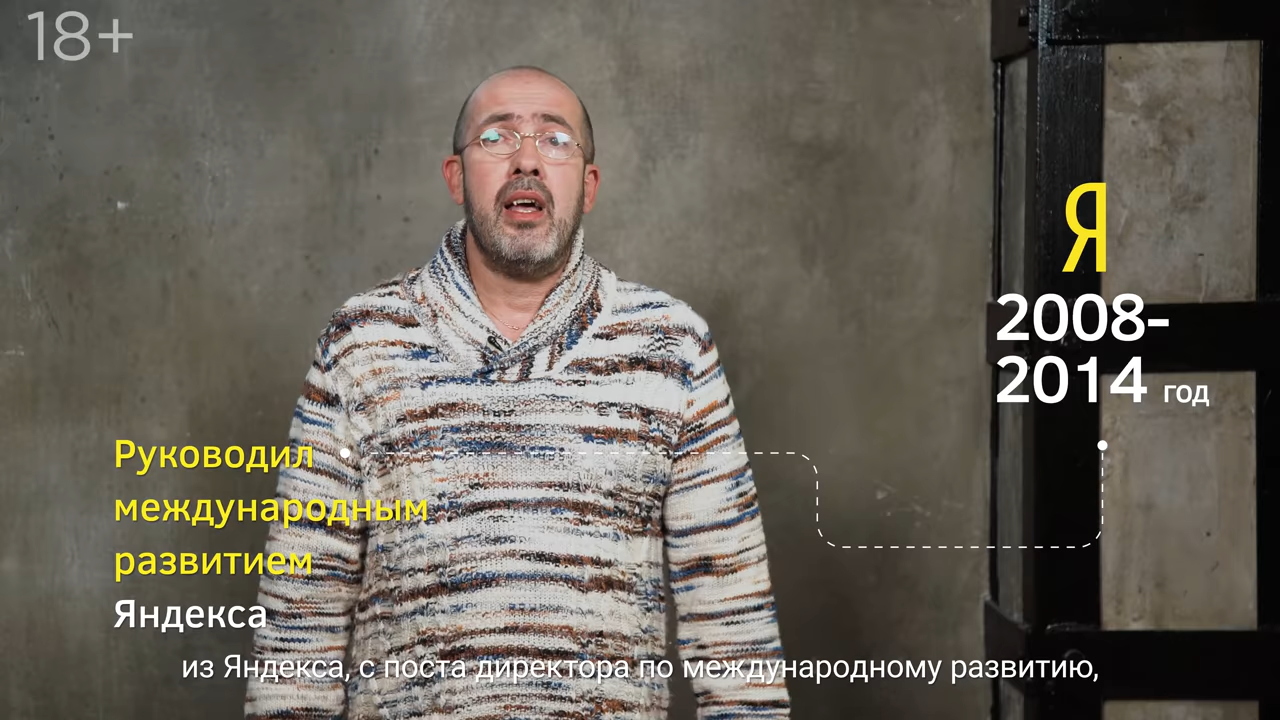 18+
Я
2008-
2014 год
Руководил
международным
развитием
Яндекса
из Яндекса, с поста директора по международному развитию,